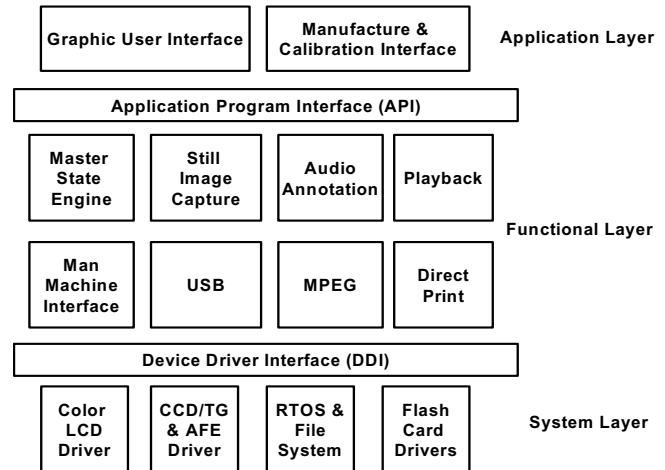 Graphic User Interface
Manufacture &
Calibration Interface
Application Layer
Application Program Interface (API)
Master
State
Engine
Still
Image
Capture
Audio
Annotation
Playback
Functional Layer
Man
Machine
Interface
USB
MPEG
Direct
Print
Device Driver Interface (DDI)
Color
LCD
Driver
CCD/TG
& AFE
Driver
RTOS &
File
System
Flash
Card
Drivers
System Layer